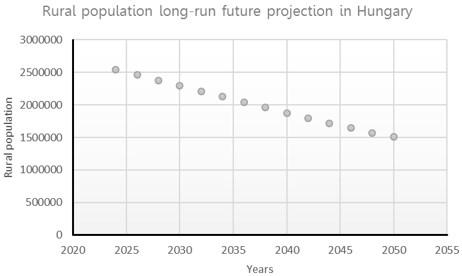 Rural population long-run future projection in Hungary
3000000
2500000
2000000
1500000
1000000
500000
0
Rural population
2020 2025 2030 2035 2040 2045 2050 2055
Years